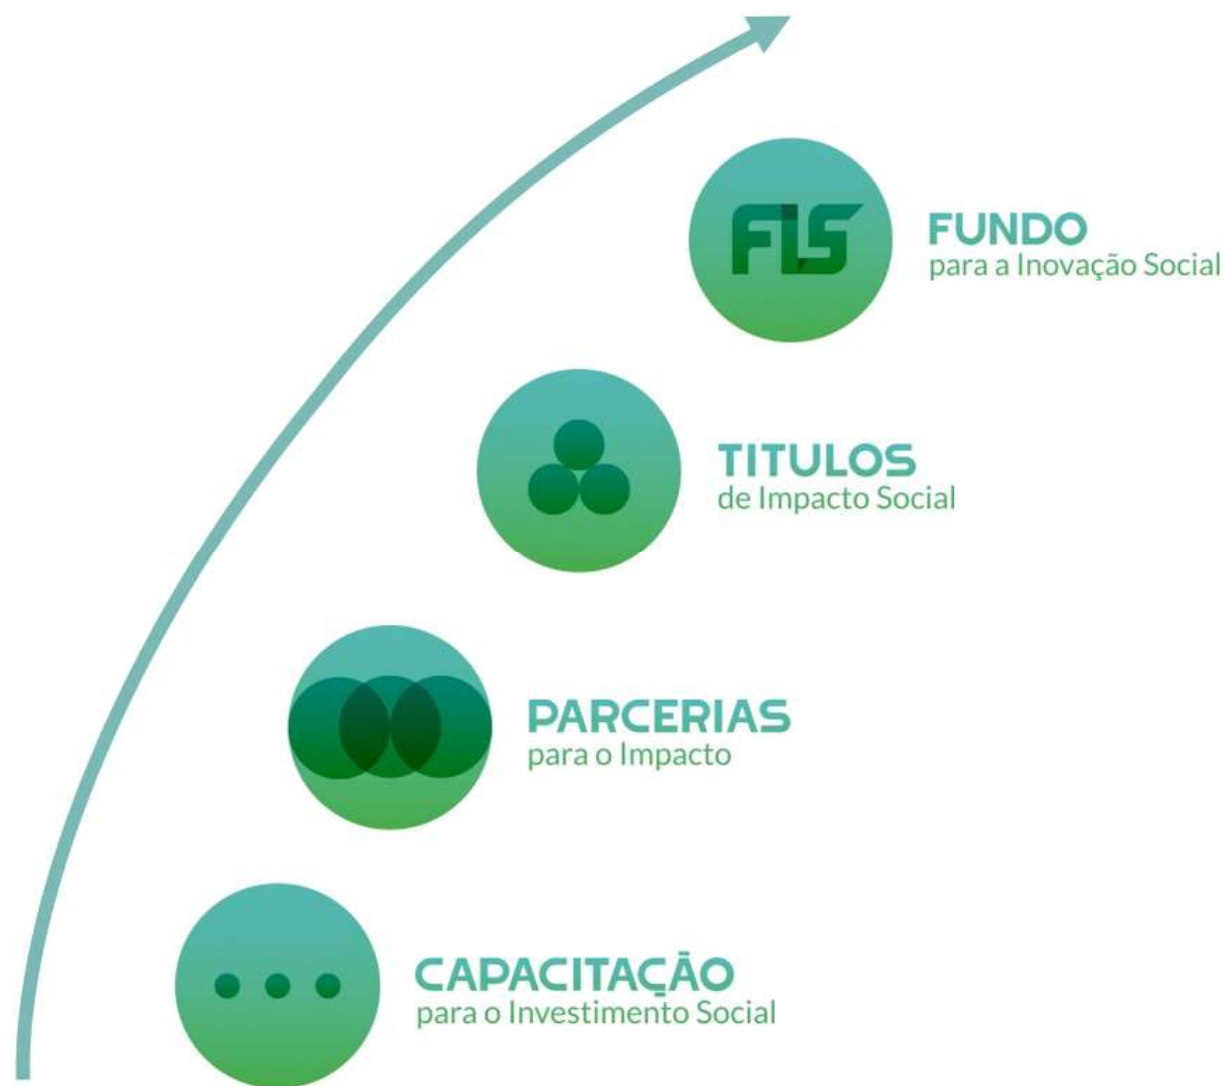 FIS
FUNDO
para a Inovação Social
TITULOS
de Impacto Social
PARCERIAS
para o Impacto
CAPACITAÇÃO
para o Investimento Social